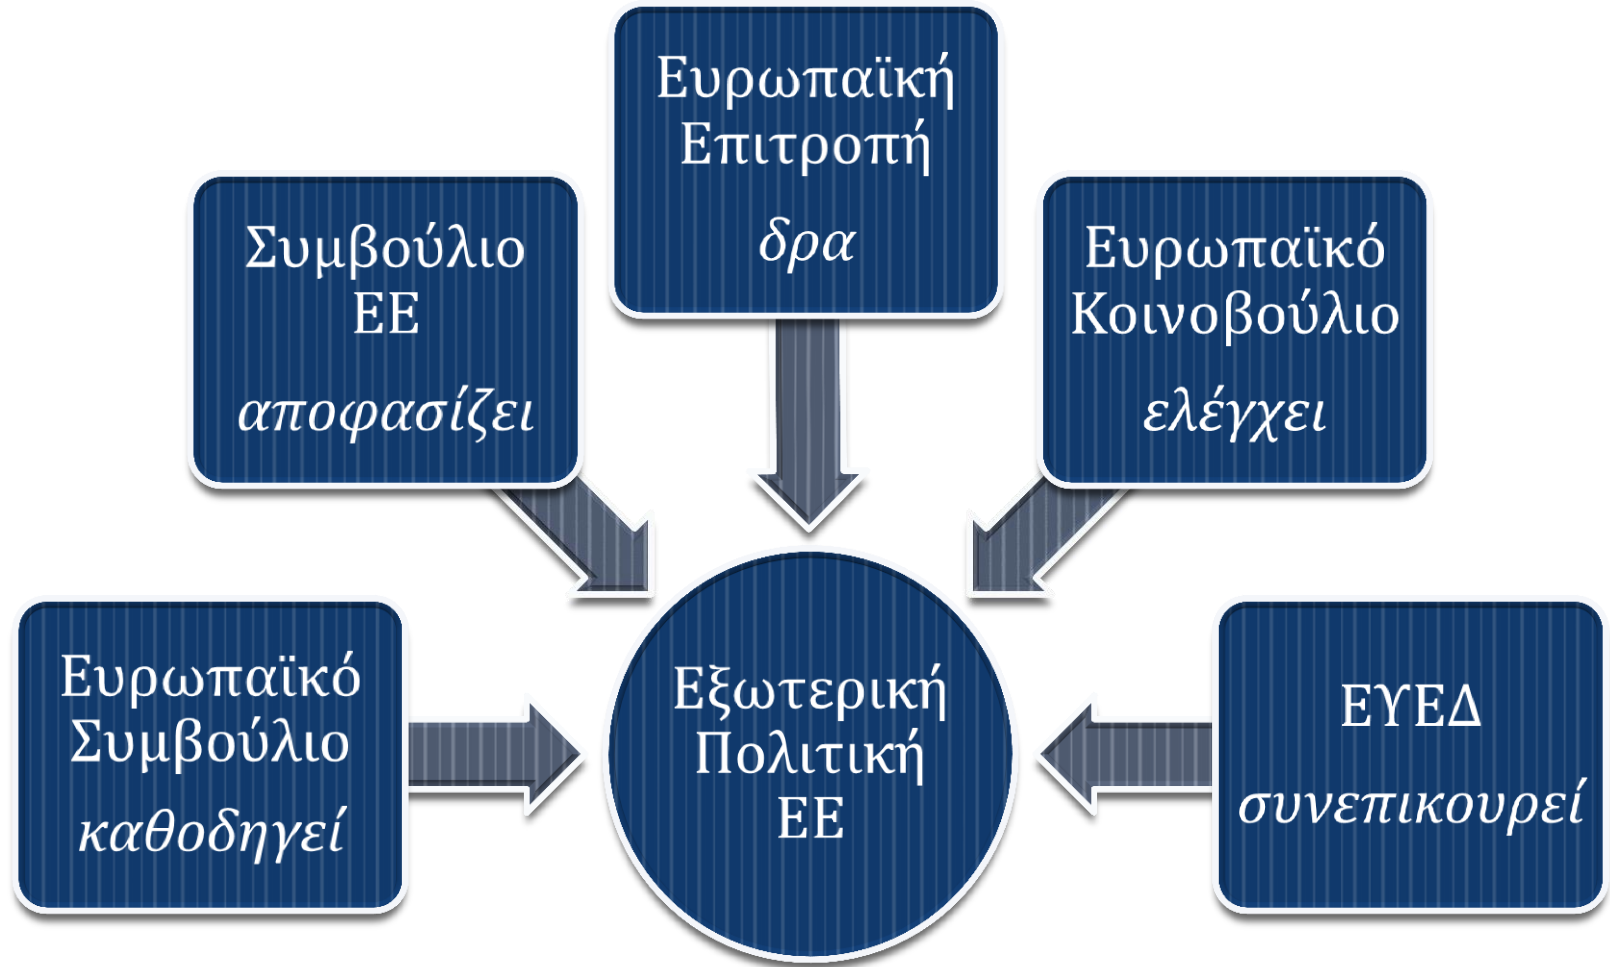 Ευρωπαϊκή
Επιτροπή
δρα
Συμβούλιο
ΕΕ
αποφασίζει
Ευρωπαϊκό
Κοινοβούλιο
ελέγχει
Ευρωπαϊκό
Συμβούλιο
καθοδηγεί
Εξωτερική
Πολιτική
ΕΕ
ΕΥΕΔ
συνεπικουρεί